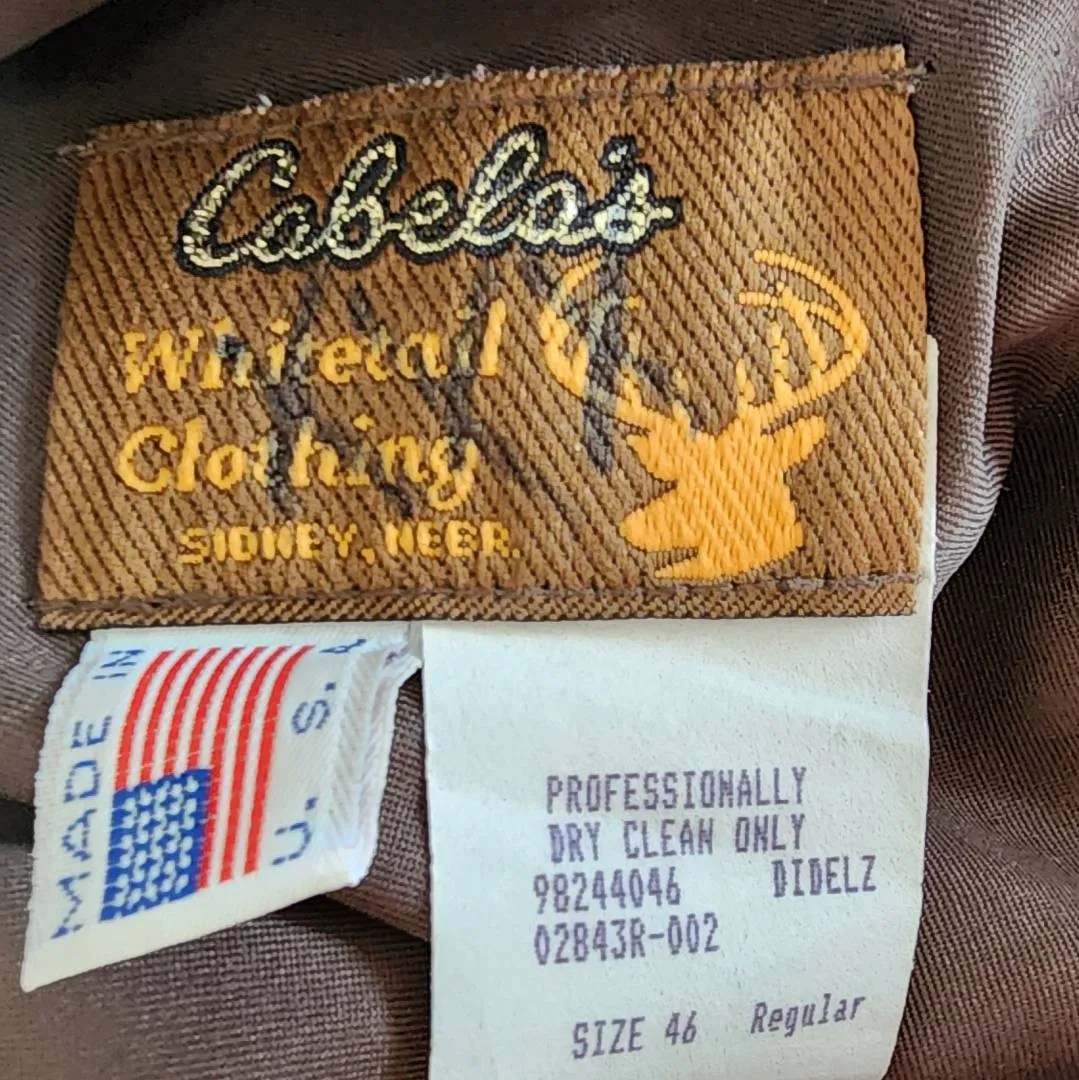 Cabela's
Whitetail
Clothing
SIDNEY, NEBR.
MADE IN
U. S. A
PROFESSIONALLY
DRY CLEAN ONLY
98244046 DIDELZ
02843R-002
SIZE 46 Regular